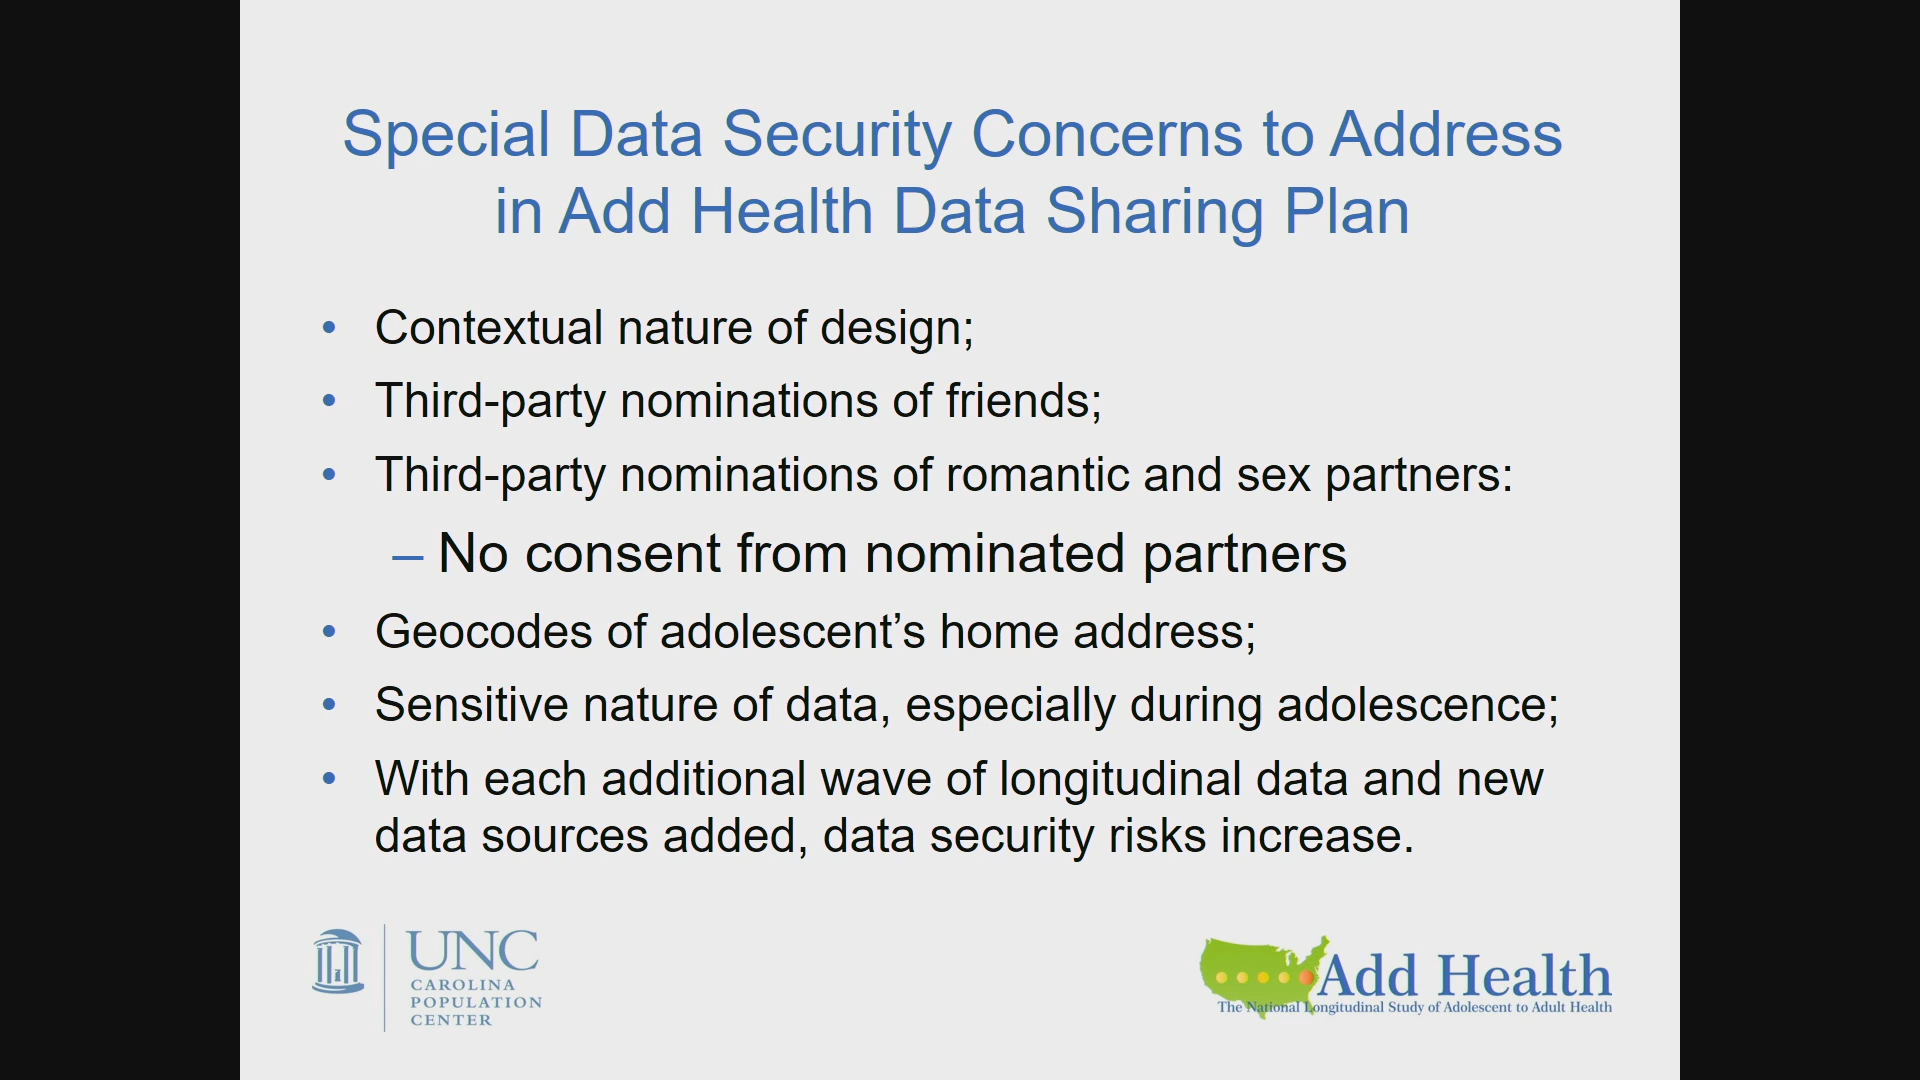 Special Data Security Concerns to Address
in Add Health Data Sharing Plan
• Contextual nature of design;
• Third-party nominations of friends;
• Third-party nominations of romantic and sex partners:
– No consent from nominated partners
• Geocodes of adolescent’s home address;
• Sensitive nature of data, especially during adolescence;
• With each additional wave of longitudinal data and new
data sources added, data security risks increase.
UNC
CAROLINA
POPULATION
CENTER
Add Health
The National Longitudinal Study of Adolescent to Adult Health